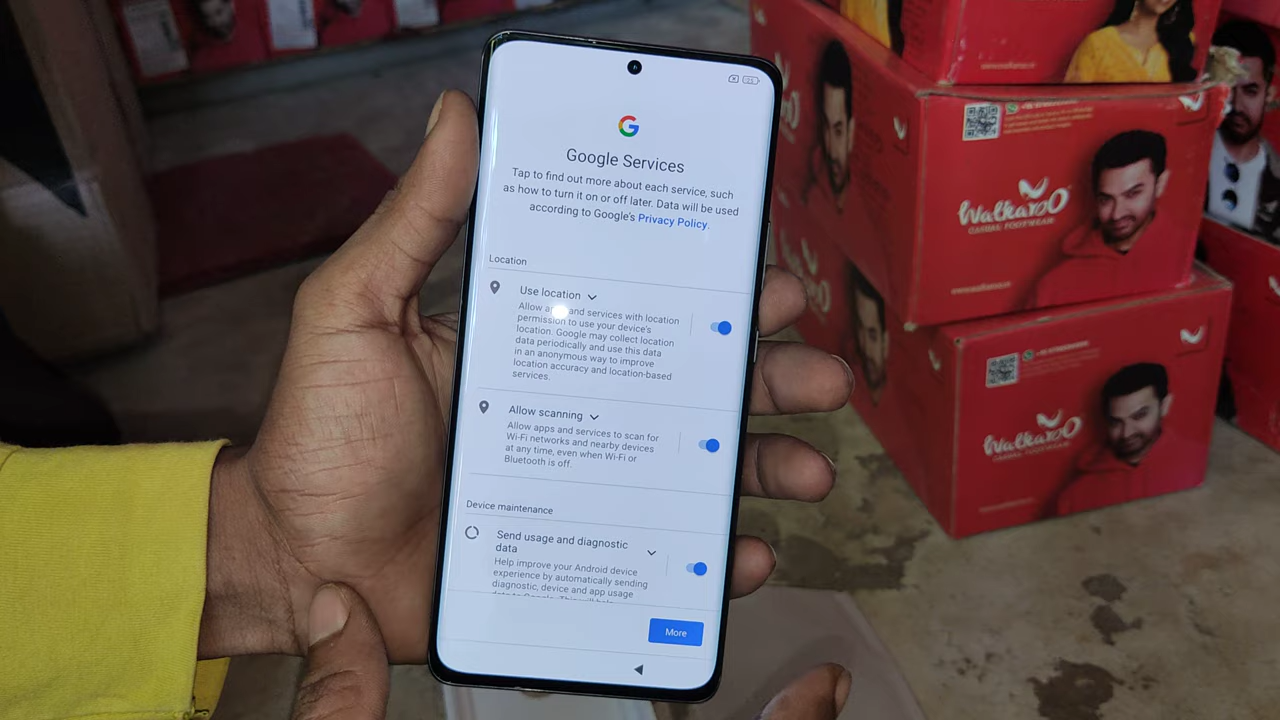 Google Services
Tap to find out more about each service, such
as how to turn it on or off later. Data will be used
according to Google's Privacy Policy.
Location
Use location
Allow and services with location
permission to use your device's
location. Google may collect location
data periodically and use this data
in an anonymous way to improve
location accuracy and location-based
services.
Allow scanning
Allow apps and services to scan for
Wi-Fi networks and nearby devices
at any time, even when Wi-Fi or
Bluetooth is off.
Device maintenance
Send usage and diagnostic
data
Help improve your Android device
experience by automatically sending
diagnostic, device and app usage
More
WalkarOO
CASUAL FOOTWEAR
WalkarOO
CASUAL FOOTWEAR